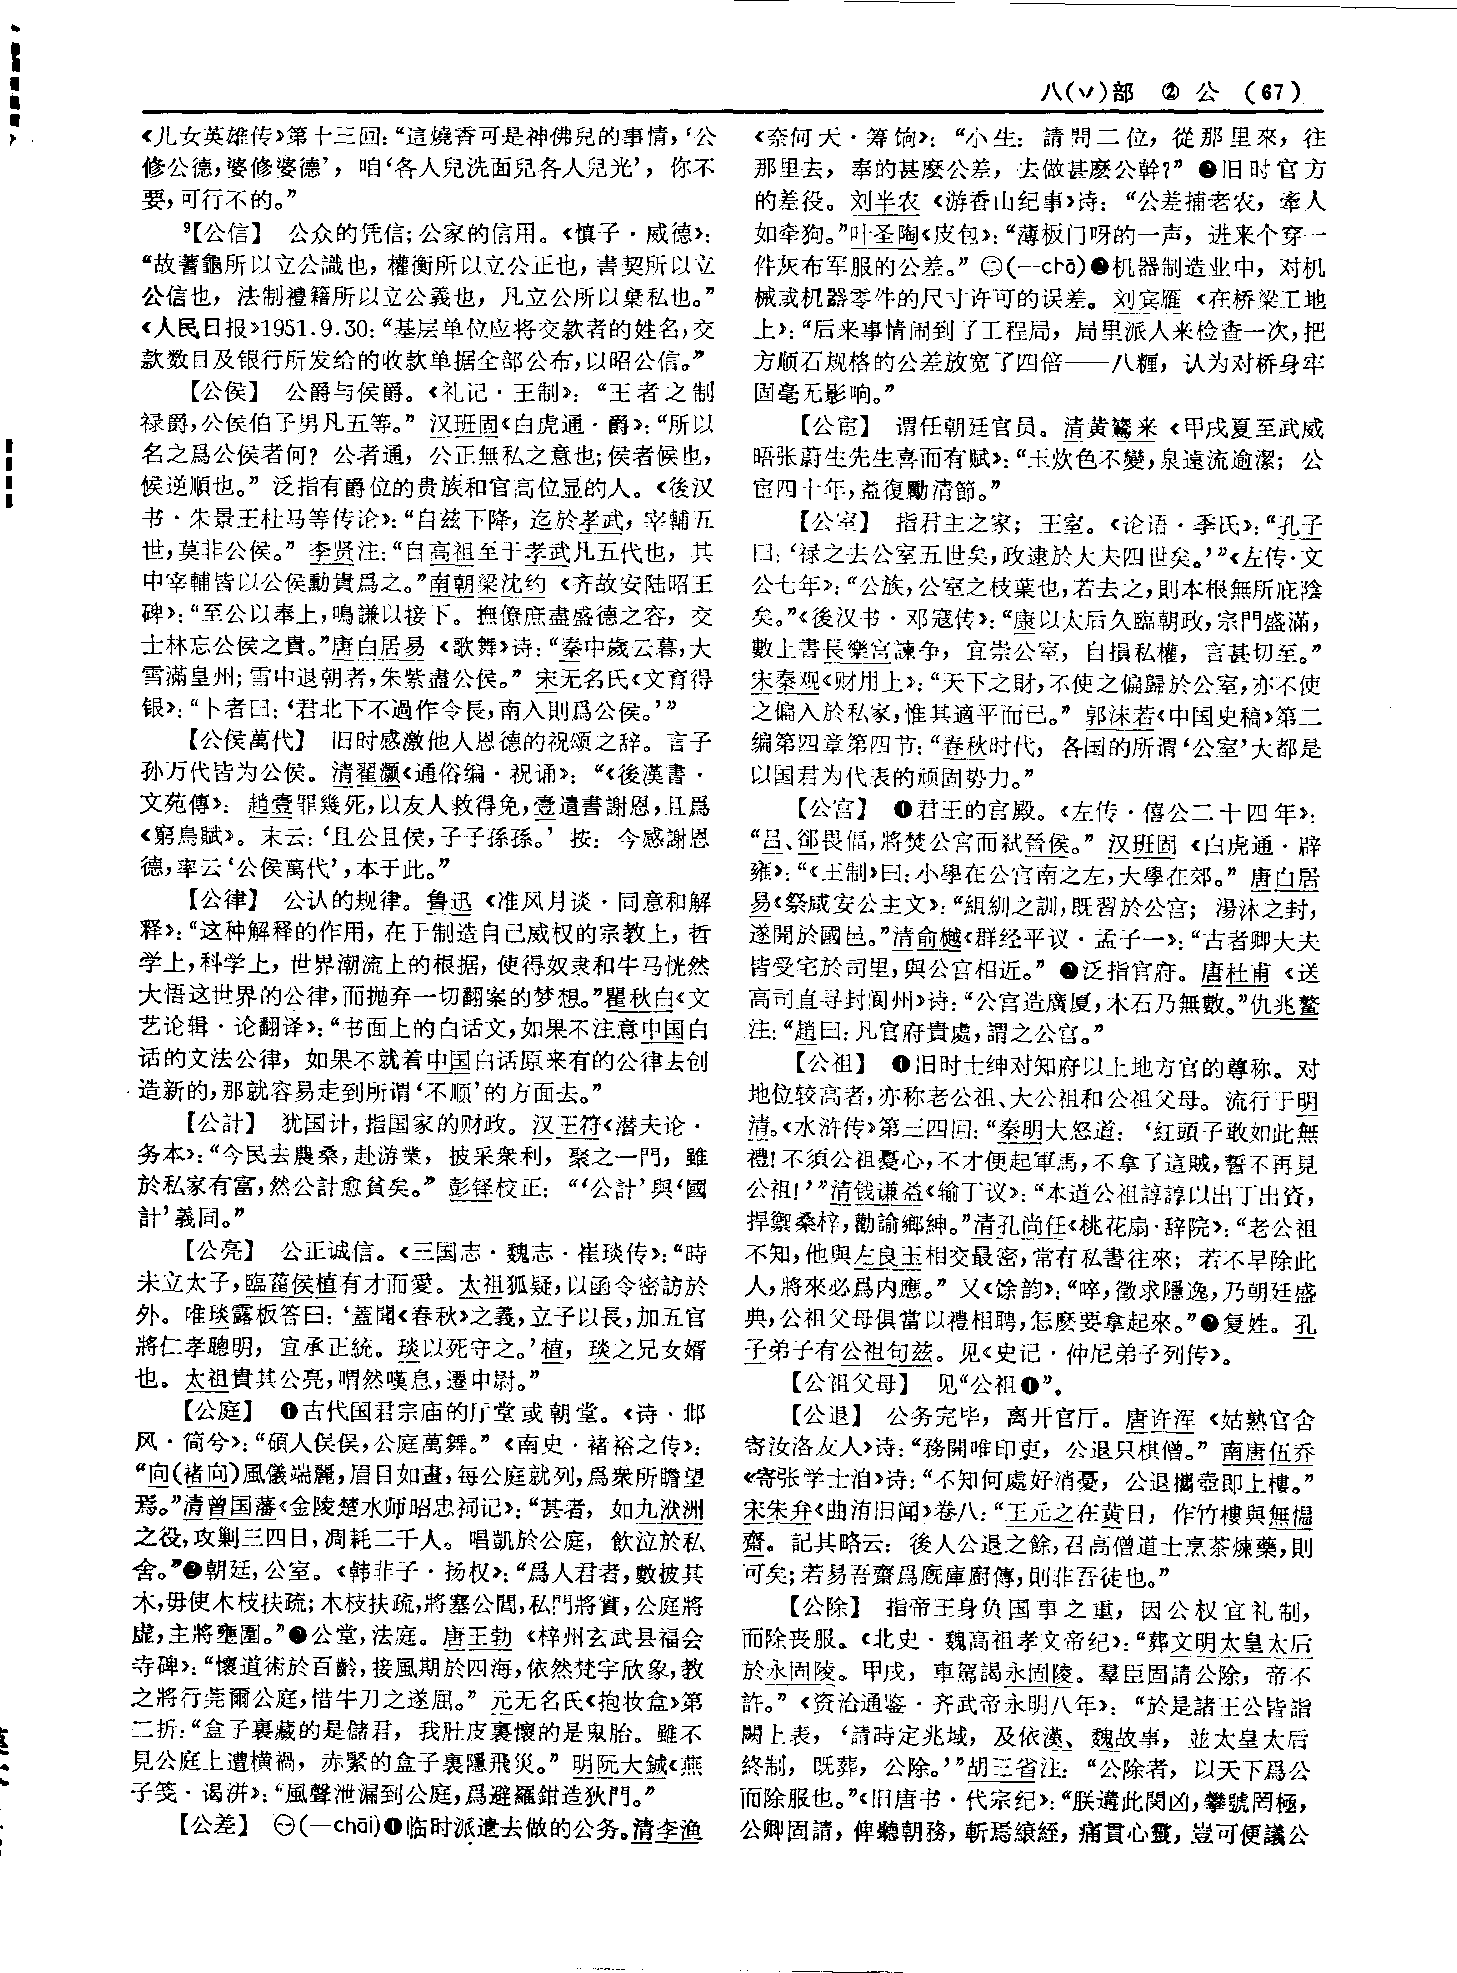 八(丷)部 ② 公 (67)
《儿女英雄传》第十三回：“這燒香可是神佛兒的事情，‘公
修公德，婆修婆德’，咱‘各人兒洗面兒各人兒光’，你不
要，可行不的。”
⁹【公信】 公众的凭信；公家的信用。《慎子·威德》：
“故蓍龜所以立公識也，權衡所以立公正也，書契所以立
公信也，法制禮籍所以立公義也，凡立公所以棄私也。”
《人民日报》1951.9.30：“基层单位应将交款者的姓名，交
款数目及银行所发给的收款单据全部公布，以昭公信。”
【公侯】 公爵与侯爵。《礼记·王制》：“王者之制
禄爵，公侯伯子男凡五等。” 汉班固《白虎通·爵》：“所以
名之爲公侯者何？公者通，公正無私之意也；侯者候也，
候逆順也。” 泛指有爵位的贵族和官高位显的人。《後汉
书·朱景王杜马等传论》：“自兹下降，迄於孝武，宰輔五
世，莫非公侯。” 李贤注：“自高祖至于孝武凡五代也，其
中宰輔皆以公侯勳貴爲之。”南朝梁沈约《齐故安陆昭王
碑》：“至公以奉上，鳴謙以接下。撫僚庶盡盛德之容，交
士林忘公侯之貴。”唐白居易《歌舞》诗：“秦中歲云暮，大
雪滿皇州；雪中退朝者，朱紫盡公侯。” 宋无名氏《文育得
银》：“卜者曰：‘君北下不過作令長，南入則爲公侯。’”
【公侯萬代】 旧时感激他人恩德的祝颂之辞。言子
孙万代皆为公侯。清翟灏《通俗编·祝诵》：“《後漢書·
文苑傳》：趙壹罪幾死，以友人救得免，壹遺書謝恩，且爲
《窮鳥賦》。末云：‘且公且侯，子子孫孫。’ 按：今感謝恩
德，率云‘公侯萬代’，本于此。”
【公律】 公认的规律。鲁迅《准风月谈·同意和解
释》：“这种解释的作用，在于制造自己威权的宗教上，哲
学上，科学上，世界潮流上的根据，使得奴隶和牛马恍然
大悟这世界的公律，而抛弃一切翻案的梦想。”瞿秋白《文
艺论辑·论翻译》：“书面上的白话文，如果不注意中国白
话的文法公律，如果不就着中国白话原来有的公律去创
造新的，那就容易走到所谓‘不顺’的方面去。”
【公計】 犹国计，指国家的财政。汉王符《潜夫论·
务本》：“今民去農桑，赴游業，披采衆利，聚之一門，雖
於私家有富，然公計愈貧矣。” 彭铎校正：“‘公計’與‘國
計’義同。”
【公亮】 公正诚信。《三国志·魏志·崔琰传》：“時
未立太子，臨菑侯植有才而愛。太祖狐疑，以函令密訪於
外。唯琰露板答曰：‘蓋聞《春秋》之義，立子以長，加五官
將仁孝聰明，宜承正統。琰以死守之。’植，琰之兄女婿
也。太祖貴其公亮，喟然嘆息，遷中尉。”
【公庭】 ❶古代国君宗庙的厅堂或朝堂。《诗·邶
风·简兮》：“碩人俣俣，公庭萬舞。”《南史·褚裕之传》：
“向(褚向)風儀端麗，眉目如畫，每公庭就列，爲衆所瞻望
焉。”清曾国藩《金陵楚水师昭忠祠记》：“甚者，如九洑洲
之役，攻剿三四日，凋耗二千人。唱凱於公庭，飲泣於私
舍。”❷朝廷，公室。《韩非子·扬权》：“爲人君者，數披其
木，毋使木枝扶疏；木枝扶疏，將塞公閭，私門將實，公庭將
虚，主將壅圉。”❸公堂，法庭。唐王勃《梓州玄武县福会
寺碑》：“懷道術於百齡，接風期於四海，依然梵宇欣象，教
之將行莞爾公庭，惜牛刀之遂屈。” 元无名氏《抱妆盒》第
二折：“盒子裏藏的是儲君，我肚皮裏懷的是鬼胎。雖不
見公庭上遭横禍，赤緊的盒子裏隱飛災。” 明阮大鋮《燕
子笺·谒洴》：“風聲泄漏到公庭，爲避羅鉗造狄門。”
【公差】 ㊀(—chāi)❶临时派遣去做的公务。清李渔
《奈何天·筹饷》：“小生：請問二位，從那里來，往
那里去，奉的甚麽公差，去做甚麽公幹？” ❷旧时官方
的差役。刘半农《游香山纪事》诗：“公差捕老农，牽人
如牵狗。”叶圣陶《皮包》：“薄板门呀的一声，进来个穿一
件灰布军服的公差。” ㊁(—chā)❷机器制造业中，对机
械或机器零件的尺寸许可的误差。刘宾雁《在桥梁工地
上》：“后来事情闹到了工程局，局里派人来检查一次，把
方顺石规格的公差放宽了四倍——八糎，认为对桥身牢
固毫无影响。”
【公宦】 谓任朝廷官员。清黄鷟来《甲戌夏至武威
晤张蔚生先生喜而有赋》：“玉炊色不變，泉遠流逾潔；公
宦四十年，益復勵清節。”
【公室】 指君主之家；王室。《论语·季氏》：“孔子
曰：‘禄之去公室五世矣，政逮於大夫四世矣。’”《左传·文
公七年》：“公族，公室之枝葉也，若去之，則本根無所庇陰
矣。”《後汉书·邓寇传》：“康以太后久臨朝政，宗門盛滿，
數上書長樂宫諫争，宜崇公室，自損私權，言甚切至。”
宋秦观《财用上》：“天下之財，不使之偏歸於公室，亦不使
之偏入於私家，惟其適平而已。” 郭沫若《中国史稿》第二
编第四章第四节：“春秋时代，各国的所谓‘公室’大都是
以国君为代表的顽固势力。”
【公宫】 ❶君王的宫殿。《左传·僖公二十四年》：
“吕、郤畏偪，將焚公宫而弒晉侯。” 汉班固《白虎通·辟
雍》：“《王制》曰：小學在公宫南之左，大學在郊。” 唐白居
易《祭咸安公主文》：“組紃之訓，既習於公宫；湯沐之封，
遂開於國邑。”清俞樾《群经平议·孟子一》：“古者卿大夫
皆受宅於司里，與公宫相近。” ❷泛指官府。唐杜甫《送
高司直寻封阆州》诗：“公宫造廣厦，木石乃無數。”仇兆鳌
注：“趙曰：凡官府貴處，謂之公宫。”
【公祖】 ❶旧时士绅对知府以上地方官的尊称。对
地位较高者，亦称老公祖、大公祖和公祖父母。流行于明
清。《水浒传》第三四回：“秦明大怒道：‘紅頭子敢如此無
禮！不須公祖憂心，不才便起軍馬，不拿了這賊，誓不再見
公祖！’”清钱谦益《输丁议》：“本道公祖諄諄以出丁出資，
捍禦桑梓，勸諭鄉紳。”清孔尚任《桃花扇·辞院》：“老公祖
不知，他與左良玉相交最密，常有私書往來；若不早除此
人，將來必爲内應。” 又《馀韵》：“啐，徵求隱逸，乃朝廷盛
典，公祖父母俱當以禮相聘，怎麽要拿起來。”❷复姓。孔
子弟子有公祖句兹。见《史记·仲尼弟子列传》。
【公祖父母】 见“公祖❶”。
【公退】 公务完毕，离开官厅。唐许浑《姑熟官舍
寄汝洛友人》诗：“務開唯印吏，公退只棋僧。” 南唐伍乔
《寄张学士洎》诗：“不知何處好消憂，公退攜壺即上樓。”
宋朱弁《曲洧旧闻》卷八：“王元之在黄日，作竹樓與無愠
齋。記其略云：後人公退之餘，召高僧道士烹茶煉藥，則
可矣；若易吾齋爲廐庫廚傳，則非吾徒也。”
【公除】 指帝王身负国事之重，因公权宜礼制，
而除丧服。《北史·魏高祖孝文帝纪》：“葬文明太皇太后
於永固陵。甲戌，車駕謁永固陵。羣臣固請公除，帝不
許。”《资治通鉴·齐武帝永明八年》：“於是諸王公皆詣
闕上表，‘請時定兆域，及依漢、魏故事，並太皇太后
終制，既葬，公除。’”胡三省注：“公除者，以天下爲公
而除服也。”《旧唐书·代宗纪》：“朕遘此閔凶，攀號罔極，
公卿固請，俾聽朝務，斬焉縗絰，痛貫心靈，豈可便議公